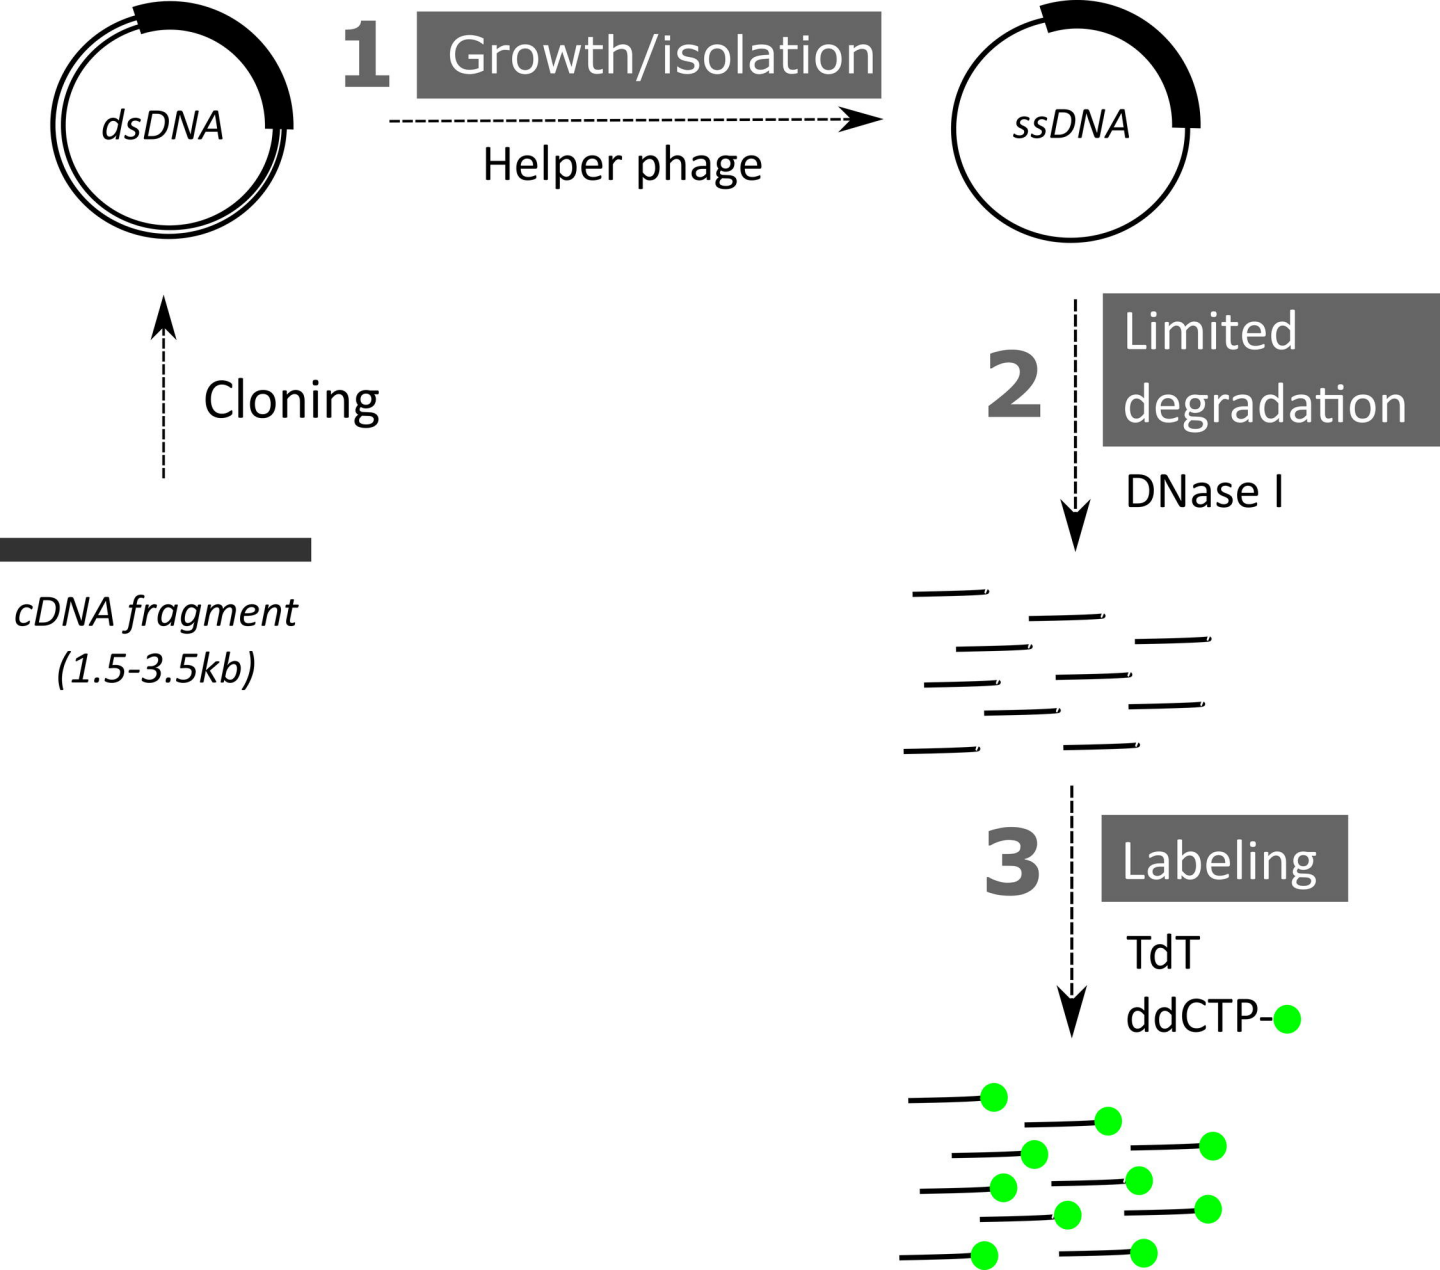 dsDNA
1
Growth/isolation
Helper phage
ssDNA
Cloning
cDNA fragment
(1.5-3.5kb)
2
Limited
degradation
DNase I
3
Labeling
TdT
ddCTP-